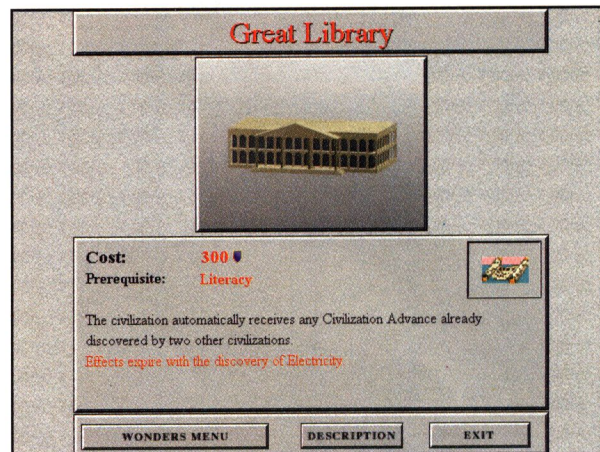 Great Library
Cost: 300
Prerequisite: Literacy
The civilization automatically receives any Civilization Advance already
discovered by two other civilizations.
Effects expire with the discovery of Electricity.
WONDERS MENU DESCRIPTION EXIT